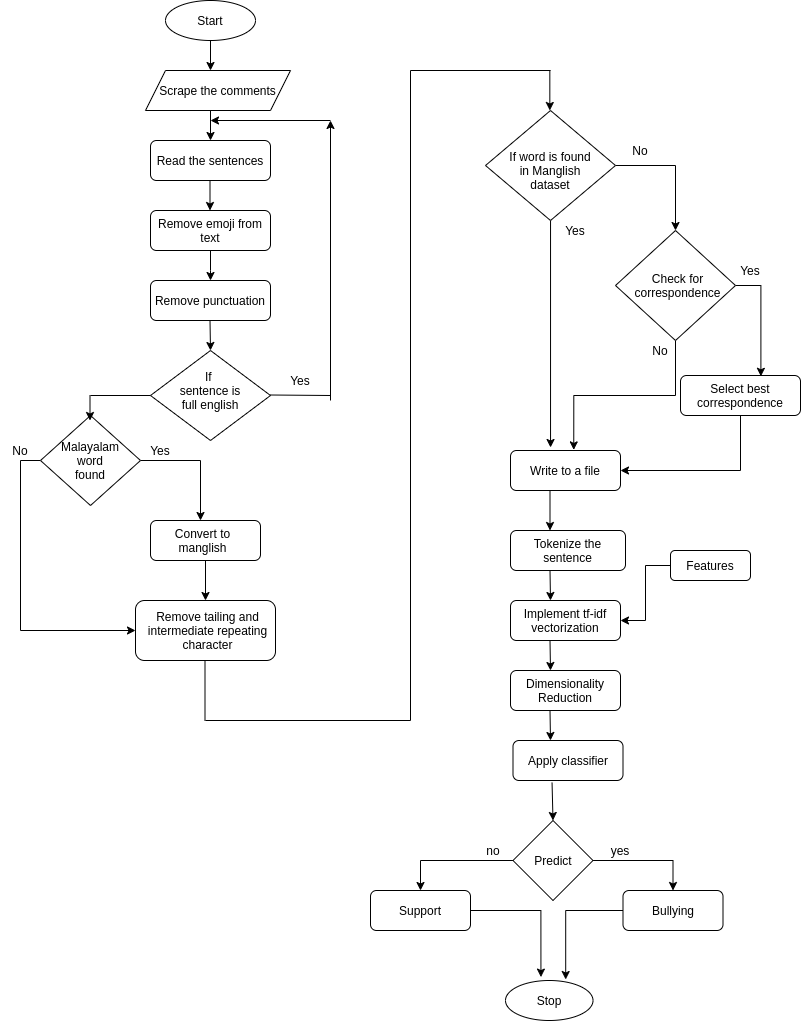 Start
Scrape the comments
Read the sentences
Remove emoji from
text
Remove punctuation
If
sentence is
full english
Yes
No
Malayalam
word
found
Yes
Convert to
manglish
Remove tailing and
intermediate repeating
character
If word is found
in Manglish
dataset
No
Yes
Check for
correspondence
Yes
No
Select best
correspondence
Write to a file
Tokenize the
sentence
Features
Implement tf-idf
vectorization
Dimensionality
Reduction
Apply classifier
no
Predict
yes
Support
Bullying
Stop